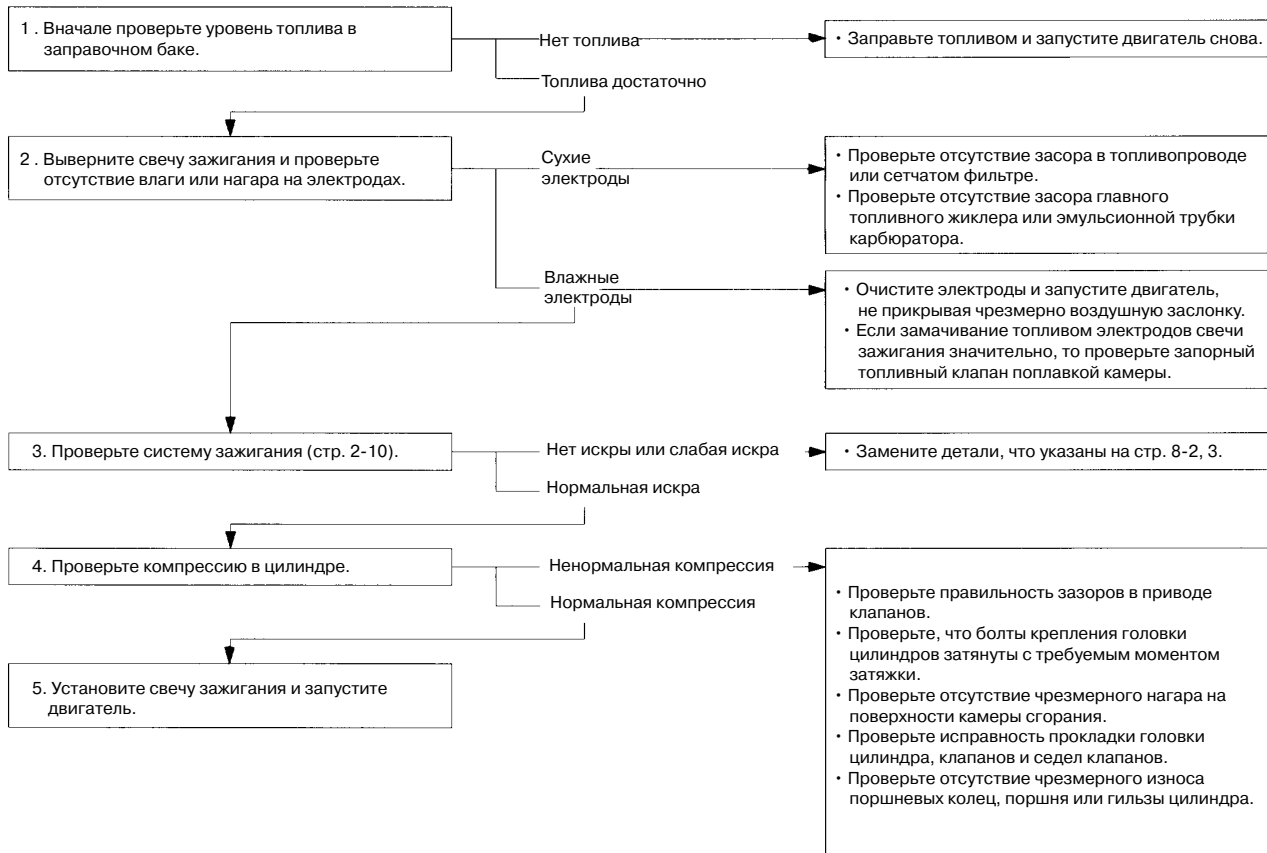 1 . Вначале проверьте уровень топлива в
заправочном баке.
Нет топлива
• Заправьте топливом и запустите двигатель снова.
Топлива достаточно
2 . Выверните свечу зажигания и проверьте
отсутствие влаги или нагара на электродах.
Сухие
электроды
• Проверьте отсутствие засора в топливопроводе
или сетчатом фильтре.
• Проверьте отсутствие засора главного
топливного жиклера или эмульсионной трубки
карбюратора.
Влажные
электроды
• Очистите электроды и запустите двигатель,
не прикрывая чрезмерно воздушную заслонку.
• Если замачивание топливом электродов свечи
зажигания значительно, то проверьте запорный
топливный клапан поплавкой камеры.
3. Проверьте систему зажигания (стр. 2-10).
Нет искры или слабая искра
• Замените детали, что указаны на стр. 8-2, 3.
Нормальная искра
4. Проверьте компрессию в цилиндре.
Ненормальная компрессия
Нормальная компрессия
• Проверьте правильность зазоров в приводе
клапанов.
• Проверьте, что болты крепления головки
цилиндров затянуты с требуемым моментом
затяжки.
• Проверьте отсутствие чрезмерного нагара на
поверхности камеры сгорания.
• Проверьте исправность прокладки головки
цилиндра, клапанов и седел клапанов.
• Проверьте отсутствие чрезмерного износа
поршневых колец, поршня или гильзы цилиндра.
5. Установите свечу зажигания и запустите
двигатель.